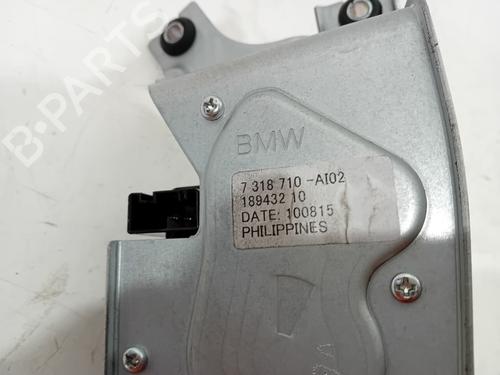 B-PARTS
BMW
7 318 710 -AI02
189432 10
DATE: 100815
PHILIPPINES